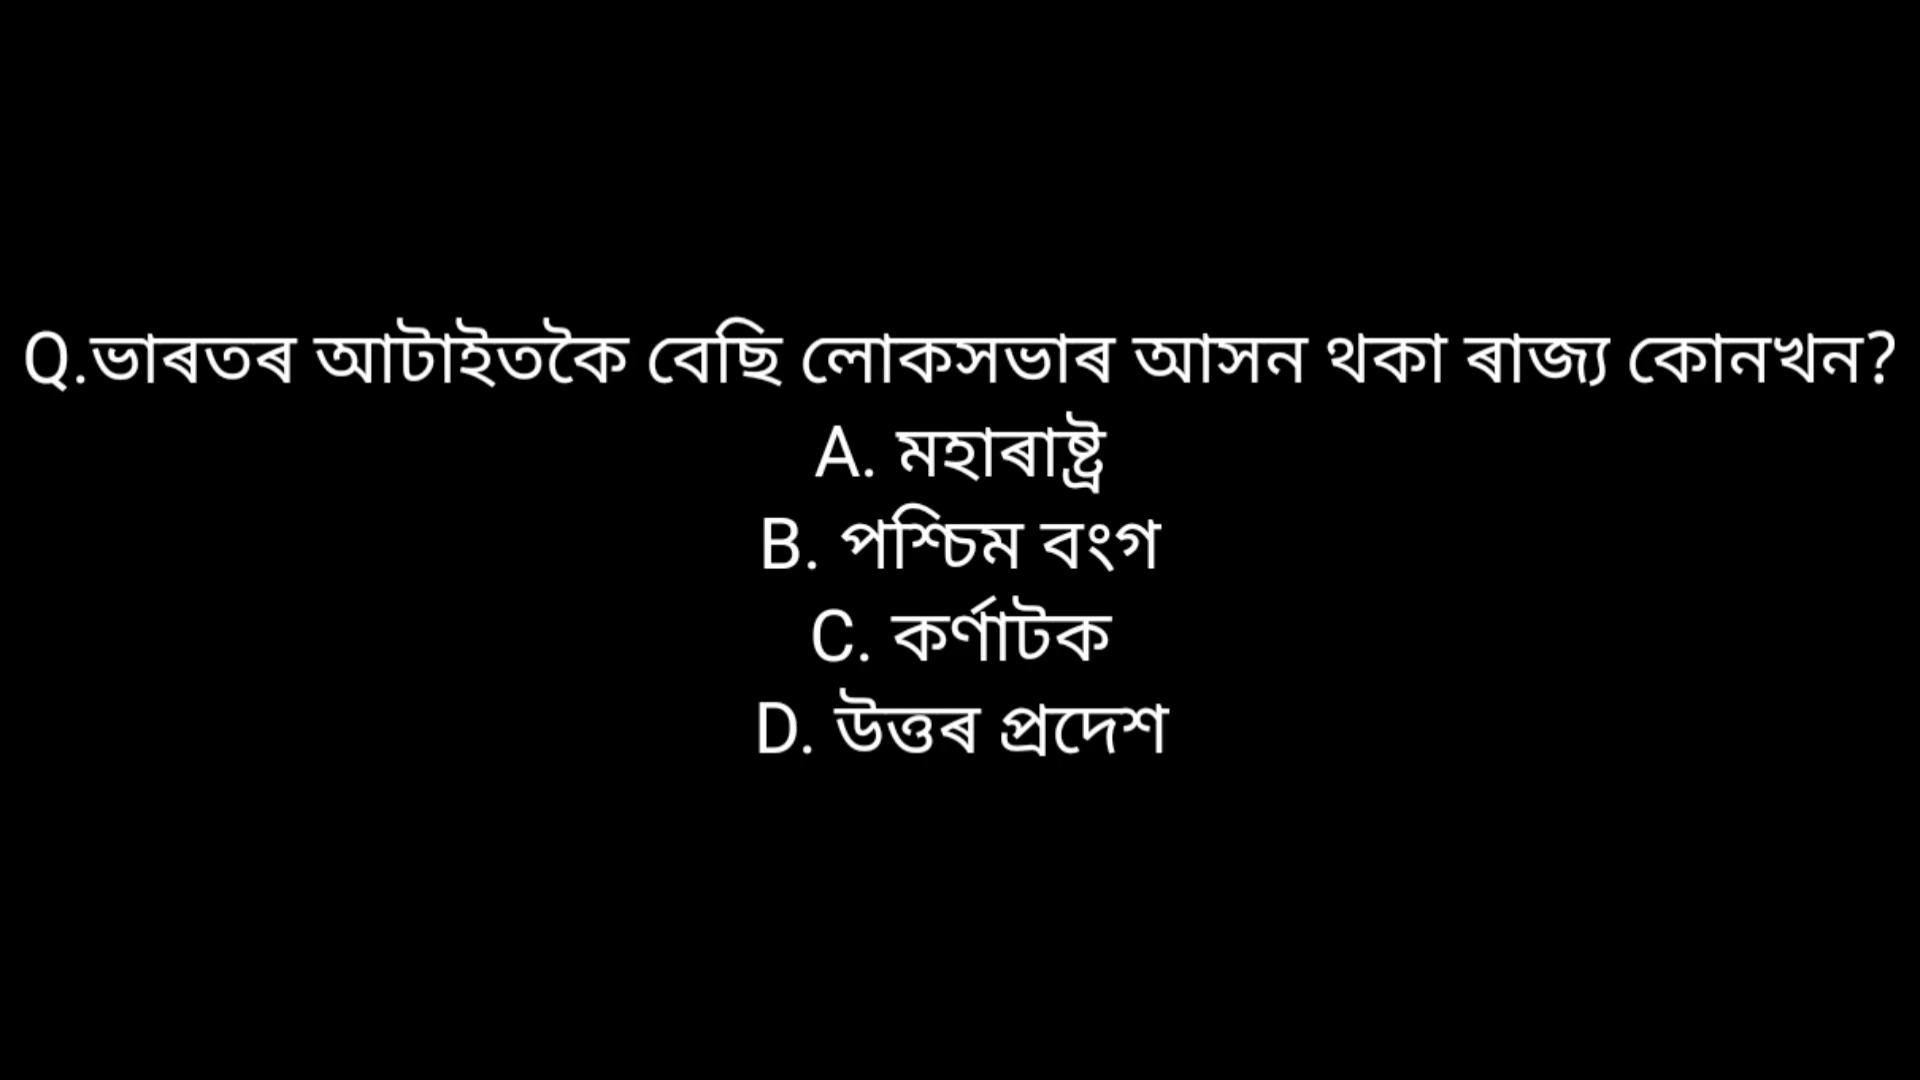 Q.ভাৰতৰ আটাইতকৈ বেছি লোকসভাৰ আসন থকা ৰাজ্য কোনখন?
A. মহাৰাষ্ট্ৰ
B. পশ্চিম বংগ
C. কৰ্ণাটক
D. উত্তৰ প্ৰদেশ